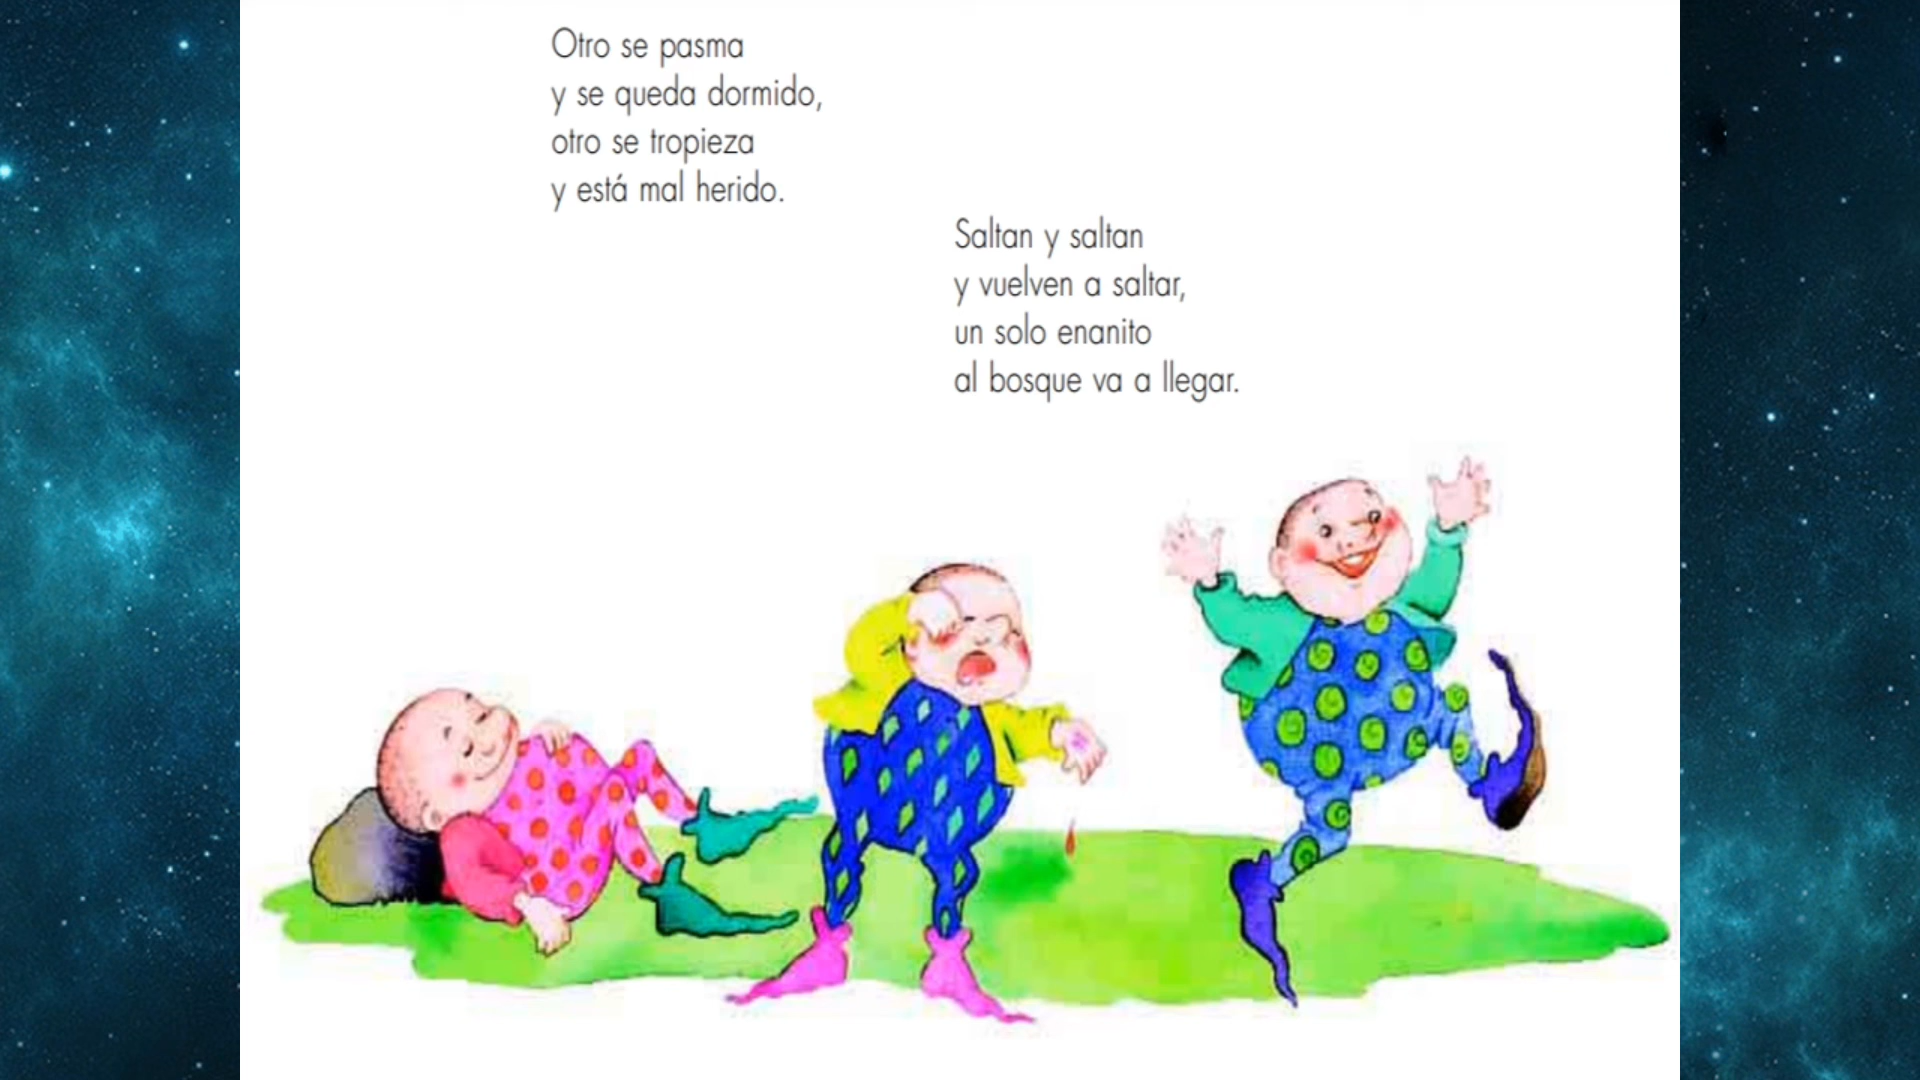 Otro se pasma
y se queda dormido,
otro se tropieza
y está mal herido.
Saltan y saltan
y vuelven a saltar,
un solo enanito
al bosque va a llegar.